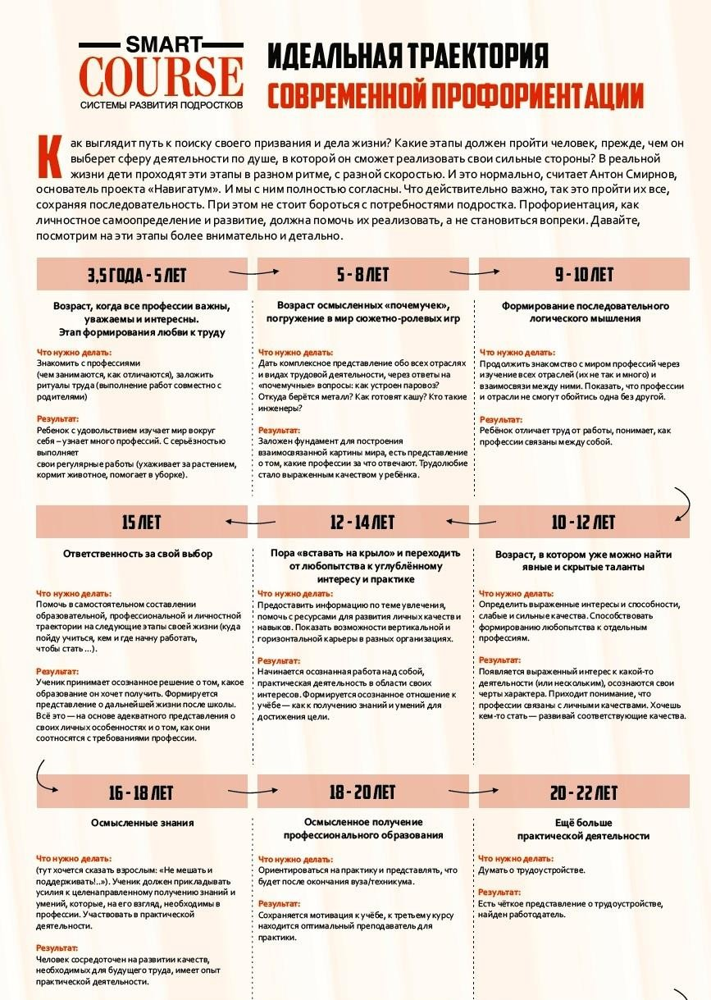 SMART
COURSE
СИСТЕМЫ РАЗВИТИЯ ПОДРОСТКОВ
ИДЕАЛЬНАЯ ТРАЕКТОРИЯ
СОВРЕМЕННОЙ ПРОФОРИЕНТАЦИИ
Как выглядит путь к поиску своего призвания и дела жизни? Какие этапы должен пройти человек, прежде, чем он
выберет сферу деятельности по душе, в которой он сможет реализовать свои сильные стороны? В реальной
жизни дети проходят эти этапы в разном ритме, с разной скоростью. И это нормально, считает Антон Смирнов,
основатель проекта «Навигатум». И мы с ним полностью согласны. Что действительно важно, так это пройти их все,
сохраняя последовательность. При этом не стоит бороться с потребностями подростка. Профориентация, как
личностное самоопределение и развитие, должна помочь их реализовать, а не становиться вопреки. Давайте,
посмотрим на эти этапы более внимательно и детально.
3,5 ГОДА - 5 ЛЕТ
Возраст, когда все профессии важны,
уважаемы и интересны.
Этап формирования любви к труду
Что нужно делать:
Знакомить с профессиями
(чем занимаются, как отличаются), заложить
ритуалы труда (выполнение работ совместно с
родителями)
Результат:
Ребенок с удовольствием изучает мир вокруг
себя – узнает много профессий. С серьёзностью
выполняет
свои регулярные работы (ухаживает за растением,
кормит животное, помогает в уборке).
5 - 8 ЛЕТ
Возраст осмысленных «почемучек»,
погружение в мир сюжетно-ролевых игр
Что нужно делать:
Дать комплексное представление обо всех отраслях
и видах трудовой деятельности, через ответы на
«почемучные» вопросы: как устроен паровоз?
Откуда берётся металл? Как готовят кашу? Кто такие
инженеры?
Результат:
Заложен фундамент для построения
взаимосвязанной картины мира, есть представление
о том, какие профессии за что отвечают. Трудолюбие
стало выраженным качеством у ребёнка.
9 - 10 ЛЕТ
Формирование последовательного
логического мышления
Что нужно делать:
Продолжить знакомство с миром профессий через
изучение всех отраслей (их не так и много) и
взаимосвязи между ними. Показать, что профессии
и отрасли не смогут обойтись одна без другой.
Результат:
Ребёнок отличает труд от работы, понимает, как
профессии связаны между собой.
10 - 12 ЛЕТ
Возраст, в котором уже можно найти
явные и скрытые таланты
Что нужно делать:
Определить выраженные интересы и способности,
слабые и сильные качества. Способствовать
формированию любопытства к отдельным
профессиям.
Результат:
Появляется выраженный интерес к какой-то
деятельности (или нескольким), осознаются свои
черты характера. Приходит понимание, что
профессии связаны с личными качествами. Хочешь
кем-то стать — развивай соответствующие качества.
12 - 14 ЛЕТ
Пора «вставать на крыло» и переходить
от любопытства к углублённому
интересу и практике
Что нужно делать:
Предоставить информацию по теме увлечения,
помочь с ресурсами для развития личных качеств и
навыков. Показать возможности вертикальной и
горизонтальной карьеры в разных организациях.
Результат:
Начинается осознанная работа над собой,
практическая деятельность в области своих
интересов. Формируется осознанное отношение к
учёбе — как к получению знаний и умений для
достижения цели.
15 ЛЕТ
Ответственность за свой выбор
Что нужно делать:
Помочь в самостоятельном составлении
образовательной, профессиональной и личностной
траектории на следующие этапы своей жизни (куда
пойду учиться, кем и где начну работать,
чтобы стать ...).
Результат:
Ученик принимает осознанное решение о том, какое
образование он хочет получить. Формируется
представление о дальнейшей жизни после школы.
Всё это — на основе адекватного представления о
своих личных особенностях и о том, как они
соотносятся с требованиями профессии.
16 - 18 ЛЕТ
Осмысленные знания
Что нужно делать:
(тут хочется сказать взрослым: «Не мешать и
поддерживать!..»). Ученик должен прикладывать
усилия к целенаправленному получению знаний и
умений, которые, на его взгляд, необходимы в
профессии. Участвовать в практической
деятельности.
Результат:
Человек сосредоточен на развитии качеств,
необходимых для будущего труда, имеет опыт
практической деятельности.
18 - 20 ЛЕТ
Осмысленное получение
профессионального образования
Что нужно делать:
Ориентироваться на практику и представлять, что
будет после окончания вуза/техникума.
Результат:
Сохраняется мотивация к учёбе, к третьему курсу
находится оптимальный преподаватель для
практики.
20 - 22 ЛЕТ
Ещё больше
практической деятельности
Что нужно делать:
Думать о трудоустройстве.
Результат:
Есть чёткое представление о трудоустройстве,
найден работодатель.